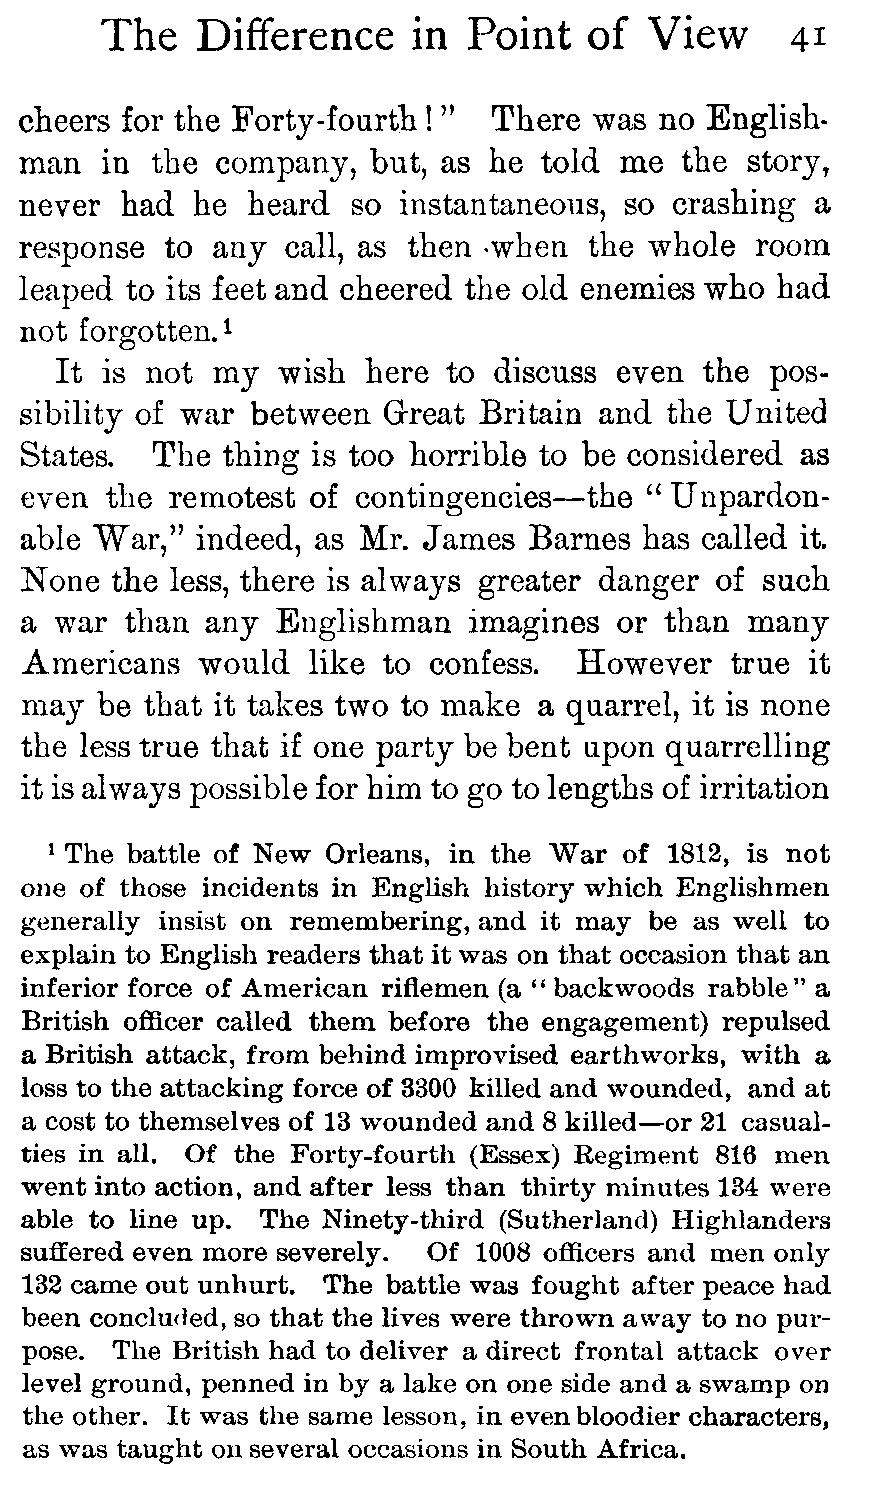 The Difference in Point of View 41
cheers for the Forty-fourth!" There was no English-
man in the company, but, as he told me the story,
never had he heard so instantaneous, so crashing a
response to any call, as then when the whole room
leaped to its feet and cheered the old enemies who had
not forgotten.¹
It is not my wish here to discuss even the pos-
sibility of war between Great Britain and the United
States. The thing is too horrible to be considered as
even the remotest of contingencies—the "Unpardon-
able War," indeed, as Mr. James Barnes has called it.
None the less, there is always greater danger of such
a war than any Englishman imagines or than many
Americans would like to confess. However true it
may be that it takes two to make a quarrel, it is none
the less true that if one party be bent upon quarrelling
it is always possible for him to go to lengths of irritation
¹ The battle of New Orleans, in the War of 1812, is not
one of those incidents in English history which Englishmen
generally insist on remembering, and it may be as well to
explain to English readers that it was on that occasion that an
inferior force of American riflemen (a "backwoods rabble" a
British officer called them before the engagement) repulsed
a British attack, from behind improvised earthworks, with a
loss to the attacking force of 3300 killed and wounded, and at
a cost to themselves of 13 wounded and 8 killed—or 21 casual-
ties in all. Of the Forty-fourth (Essex) Regiment 816 men
went into action, and after less than thirty minutes 134 were
able to line up. The Ninety-third (Sutherland) Highlanders
suffered even more severely. Of 1008 officers and men only
132 came out unhurt. The battle was fought after peace had
been concluded, so that the lives were thrown away to no pur-
pose. The British had to deliver a direct frontal attack over
level ground, penned in by a lake on one side and a swamp on
the other. It was the same lesson, in even bloodier characters,
as was taught on several occasions in South Africa.